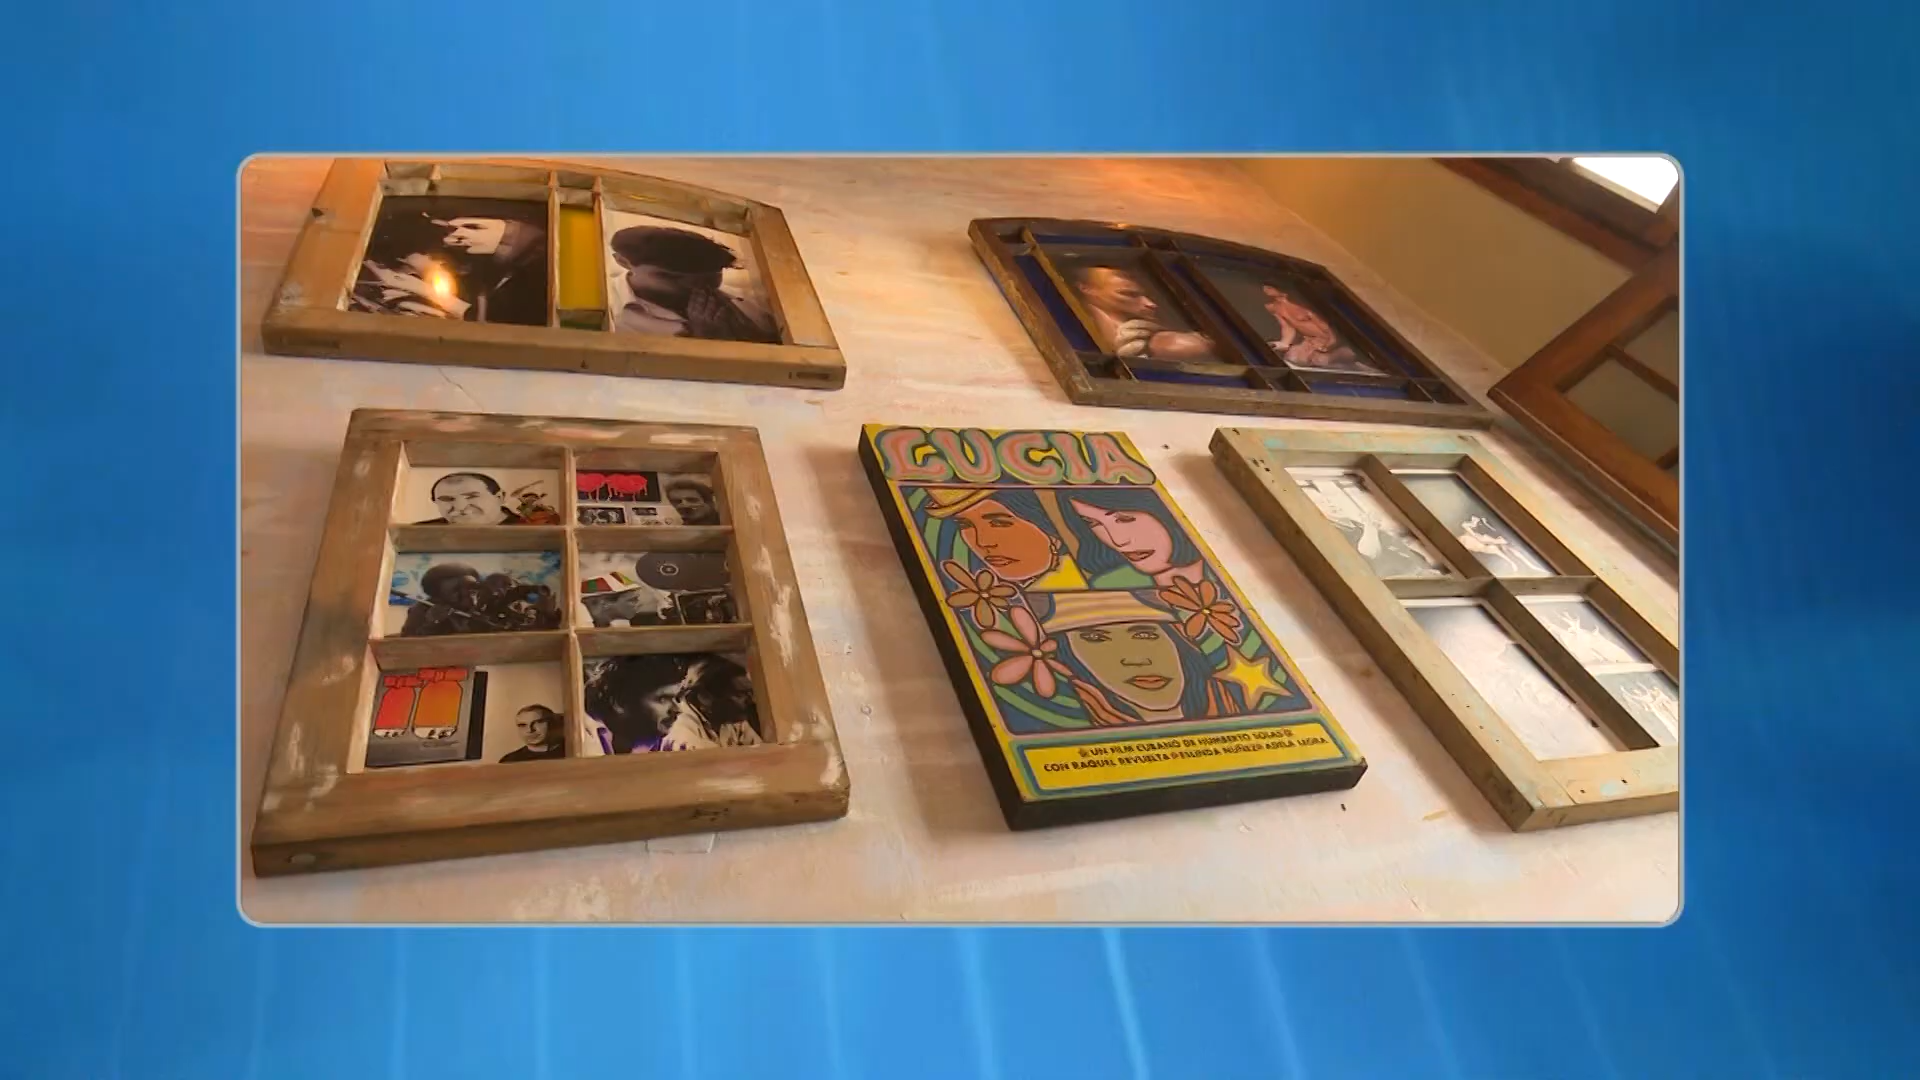 LUCIA
UN FILM CUBANO DE HUMBERTO SOLAS
CON RAQUEL REVUELTA ESLINDA NUÑEZ ADELA LEGRA